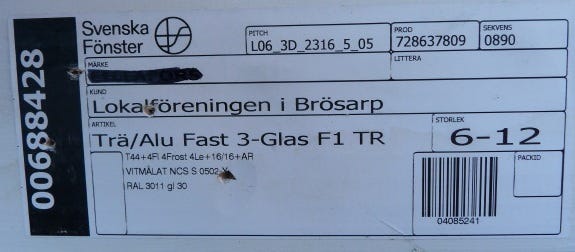 00688428
Svenska
Fönster
PITCH
L06_3D_2316_5_05
PROD
728637809
SEKVENS
0890
MÄRKE
LITTERA
KUND
Lokalföreningen i Brösarp
ARTIKEL
Trä/Alu Fast 3-Glas F1 TR
STORLEK
6-12
T44+4Fl 4Frost 4Le+16/16+AR
VITMÅLAT NCS S 0502-Y
RAL 3011 gl 30
PACKID
04085241